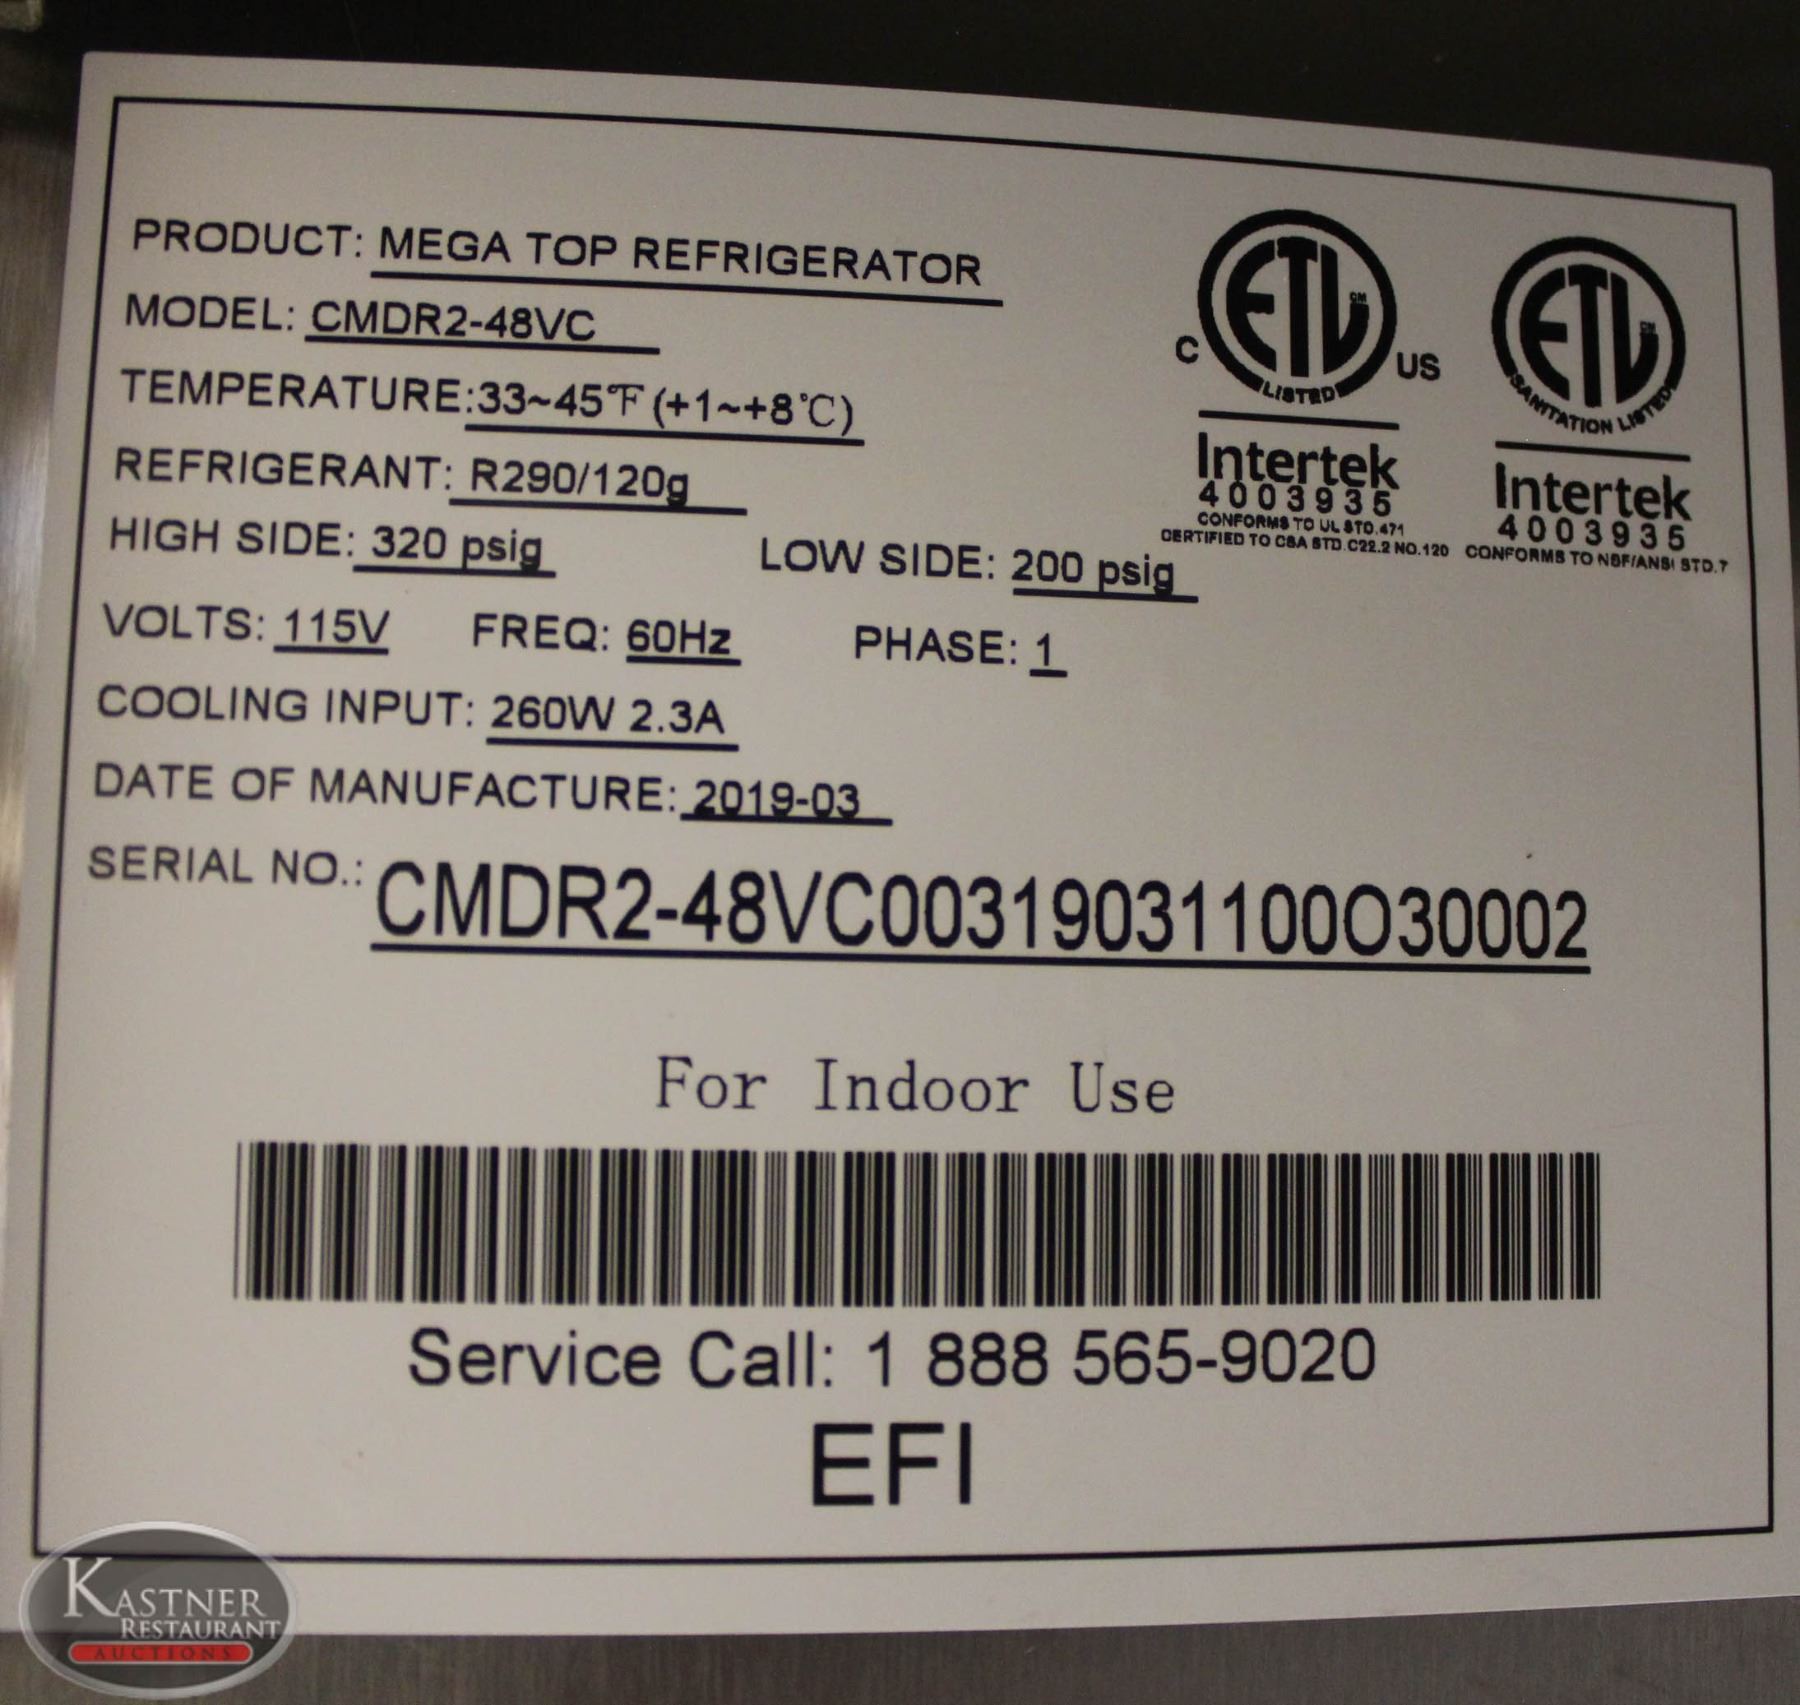 PRODUCT: MEGA TOP REFRIGERATOR
MODEL: CMDR2-48VC
TEMPERATURE:33~45℉ (+1~+8℃)
REFRIGERANT: R290/120g
HIGH SIDE: 320 psig LOW SIDE: 200 psig
VOLTS: 115V FREQ: 60Hz PHASE: 1
COOLING INPUT: 260W 2.3A
DATE OF MANUFACTURE: 2019-03
SERIAL NO.: CMDR2-48VC00319031100O30002
ETL CM
C US
LISTED
Intertek
4003935
CONFORMS TO UL STD.471
CERTIFIED TO CSA STD.C22.2 NO.120
ETL CM
SANITATION LISTED
Intertek
4003935
CONFORMS TO NSF/ANSI STD.7
For Indoor Use
Service Call: 1 888 565-9020
EFI
KASTNER
RESTAURANT
AUCTIONS